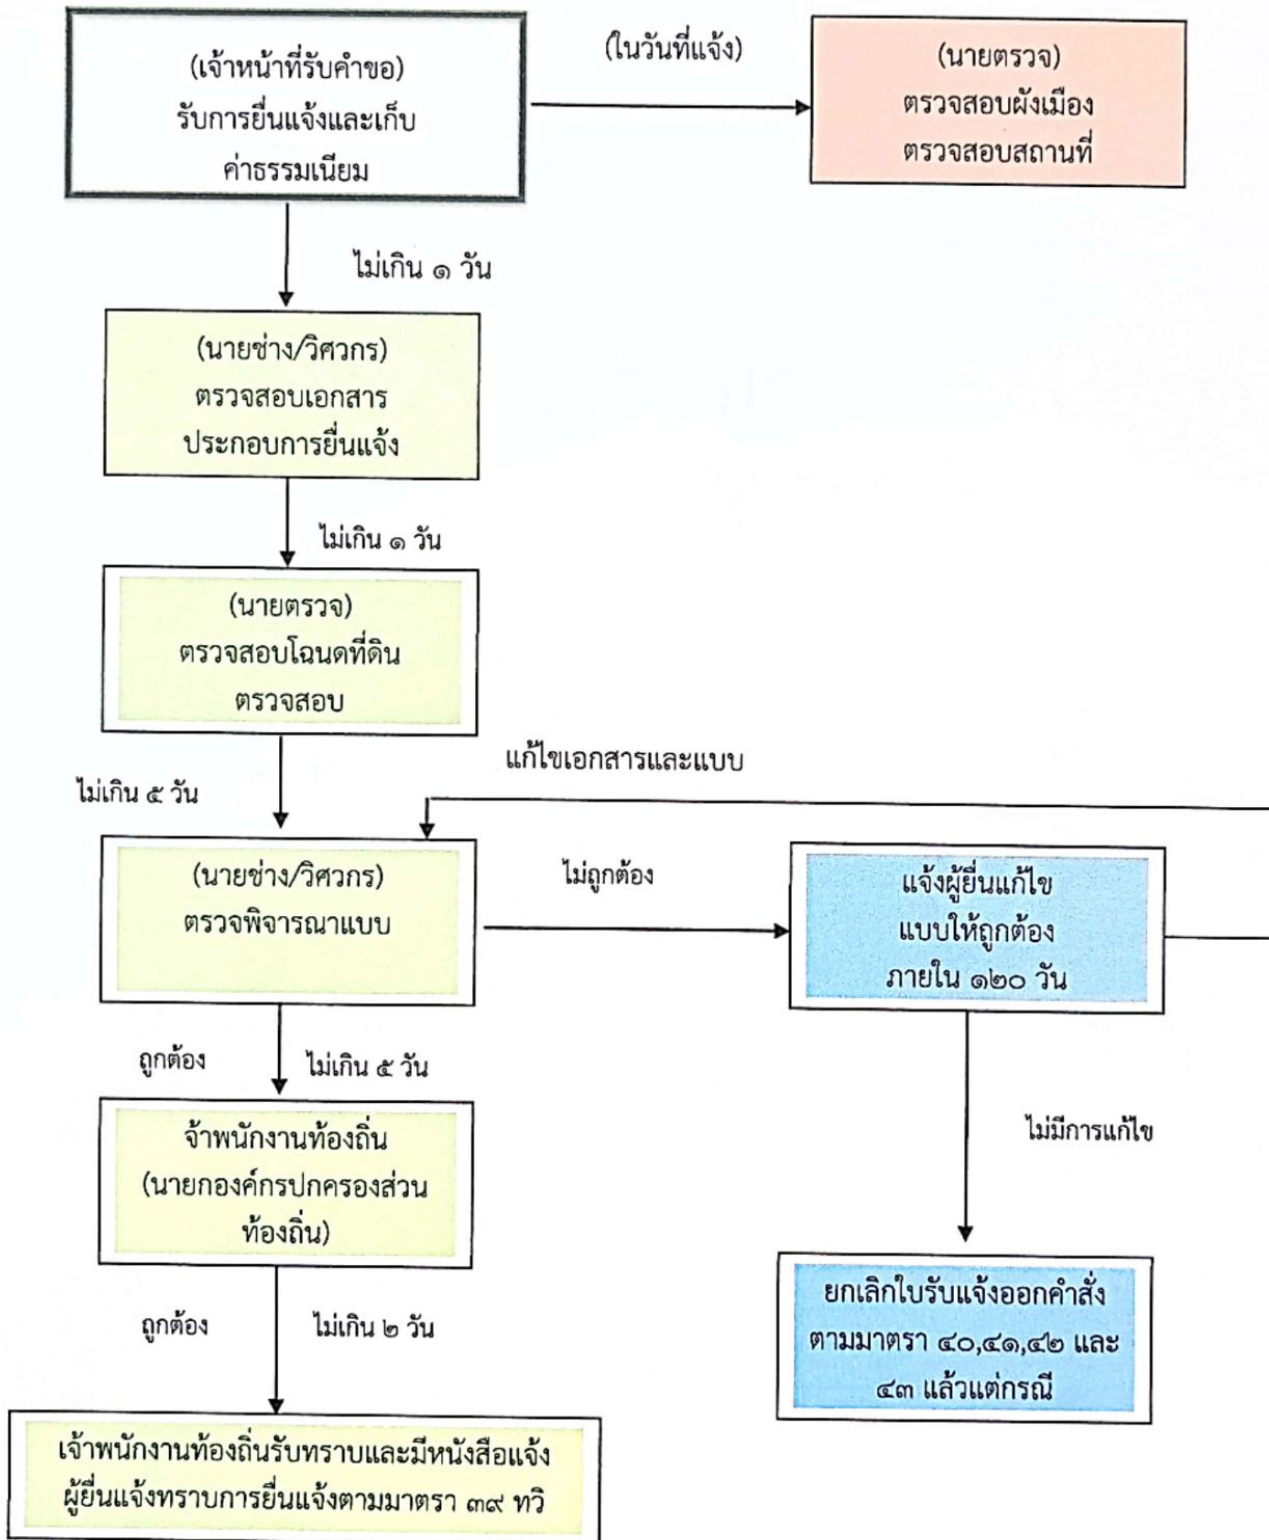 (เจ้าหน้าที่รับคำขอ)
รับการยื่นแจ้งและเก็บ
ค่าธรรมเนียม
(ในวันที่แจ้ง)
(นายตรวจ)
ตรวจสอบผังเมือง
ตรวจสอบสถานที่
ไม่เกิน ๑ วัน
(นายช่าง/วิศวกร)
ตรวจสอบเอกสาร
ประกอบการยื่นแจ้ง
ไม่เกิน ๑ วัน
(นายตรวจ)
ตรวจสอบโฉนดที่ดิน
ตรวจสอบ
ไม่เกิน ๕ วัน
แก้ไขเอกสารและแบบ
(นายช่าง/วิศวกร)
ตรวจพิจารณาแบบ
ไม่ถูกต้อง
แจ้งผู้ยื่นแก้ไข
แบบให้ถูกต้อง
ภายใน ๑๒๐ วัน
ถูกต้อง
ไม่เกิน ๕ วัน
จ้าพนักงานท้องถิ่น
(นายกองค์กรปกครองส่วน
ท้องถิ่น)
ไม่มีการแก้ไข
ถูกต้อง
ไม่เกิน ๒ วัน
ยกเลิกใบรับแจ้งออกคำสั่ง
ตามมาตรา ๔๐,๔๑,๔๒ และ
๔๓ แล้วแต่กรณี
เจ้าพนักงานท้องถิ่นรับทราบและมีหนังสือแจ้ง
ผู้ยื่นแจ้งทราบการยื่นแจ้งตามมาตรา ๓๙ ทวิ